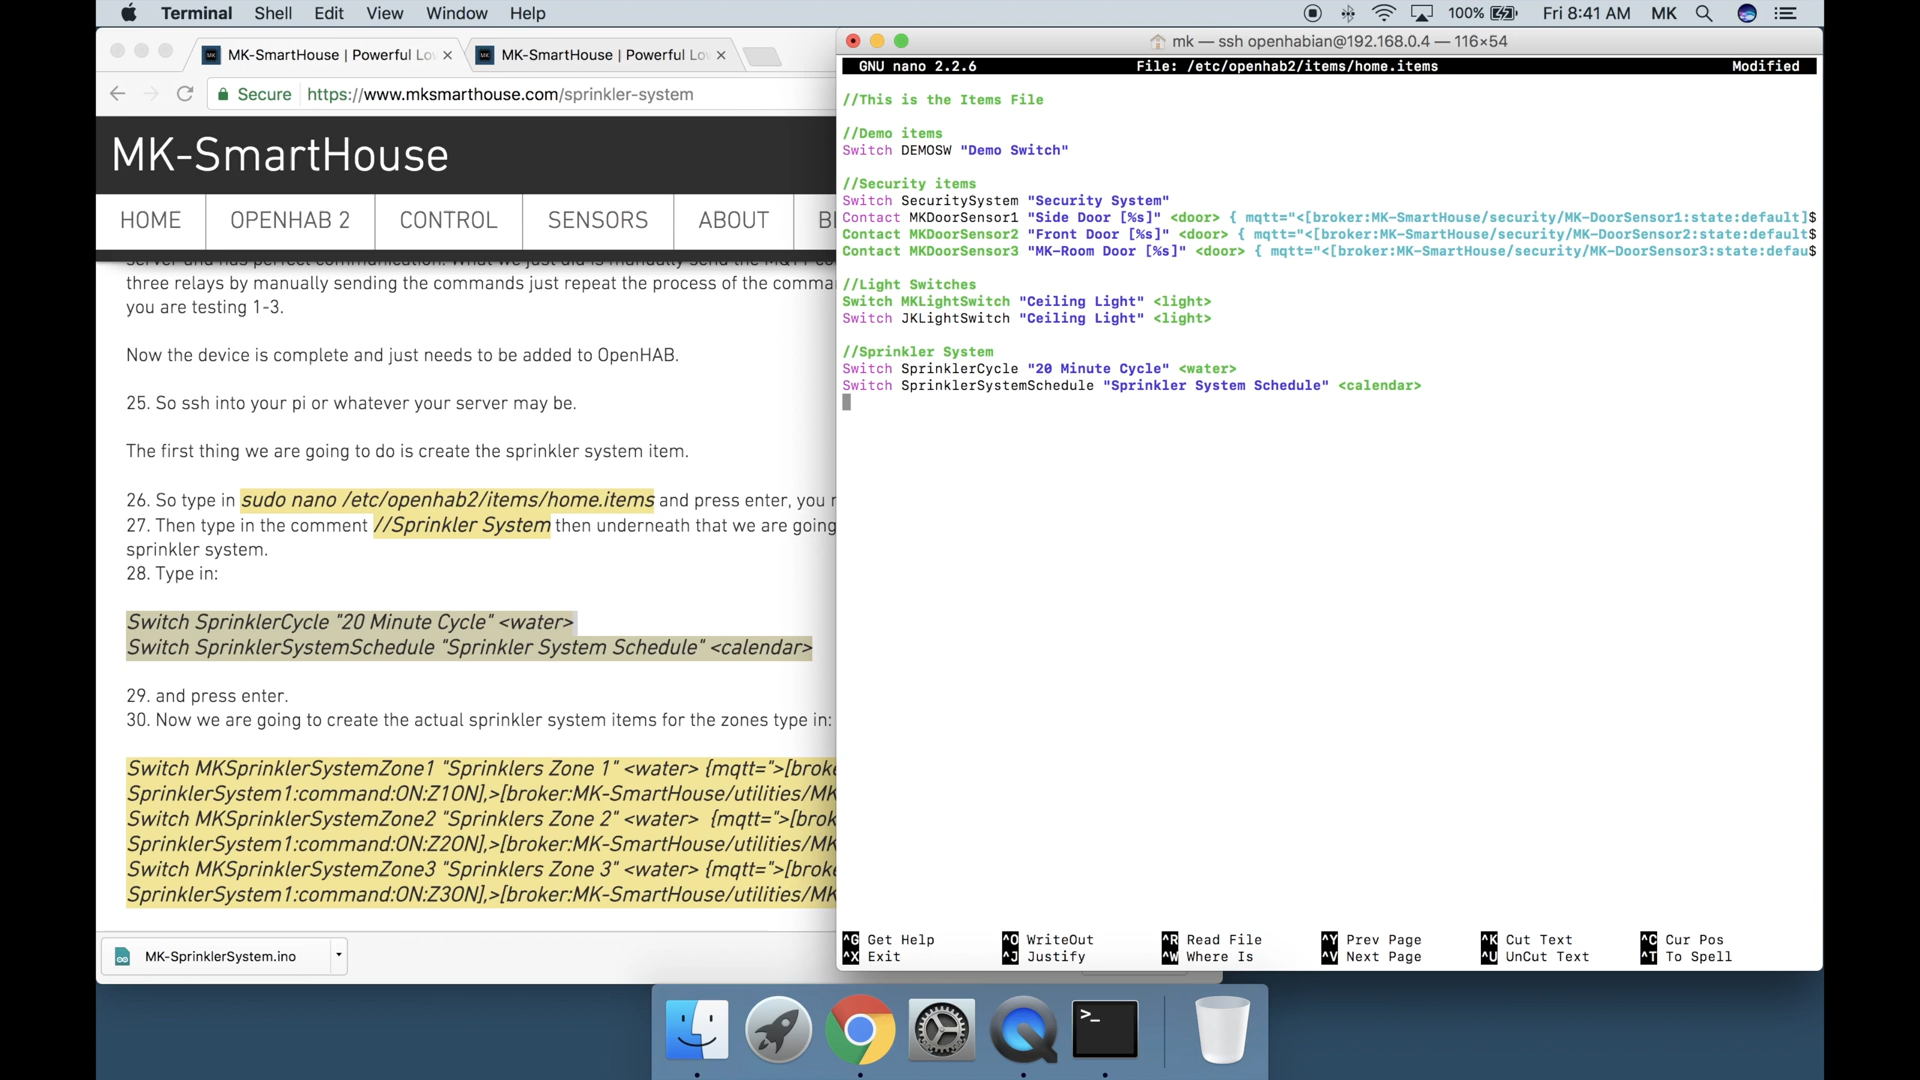 Terminal Shell Edit View Window Help 100% Fri 8:41 AM MK
MK-SmartHouse | Powerful Lo
MK-SmartHouse | Powerful Lo
Secure https://www.mksmarthouse.com/sprinkler-system
MK-SmartHouse
HOME OPENHAB 2 CONTROL SENSORS ABOUT
three relays by manually sending the commands just repeat the process of the comma
you are testing 1-3.
Now the device is complete and just needs to be added to OpenHAB.
25. So ssh into your pi or whatever your server may be.
The first thing we are going to do is create the sprinkler system item.
26. So type in sudo nano /etc/openhab2/items/home.items and press enter, you
27. Then type in the comment //Sprinkler System then underneath that we are going
sprinkler system.
28. Type in:
Switch SprinklerCycle "20 Minute Cycle" <water>
Switch SprinklerSystemSchedule "Sprinkler System Schedule" <calendar>
29. and press enter.
30. Now we are going to create the actual sprinkler system items for the zones type in:
Switch MKSprinklerSystemZone1 "Sprinklers Zone 1" <water> {mqtt=">[broke
SprinklerSystem1:command:ON:Z1ON],>[broker:MK-SmartHouse/utilities/MK
Switch MKSprinklerSystemZone2 "Sprinklers Zone 2" <water> {mqtt=">[brok
SprinklerSystem1:command:ON:Z2ON],>[broker:MK-SmartHouse/utilities/MK
Switch MKSprinklerSystemZone3 "Sprinklers Zone 3" <water> {mqtt=">[broke
SprinklerSystem1:command:ON:Z3ON],>[broker:MK-SmartHouse/utilities/MK
MK-SprinklerSystem.ino
mk — ssh openhabian@192.168.0.4 — 116×54
GNU nano 2.2.6 File: /etc/openhab2/items/home.items Modified
//This is the Items File
//Demo items
Switch DEMOSW "Demo Switch"
//Security items
Switch SecuritySystem "Security System"
Contact MKDoorSensor1 "Side Door [%s]" <door> { mqtt="<[broker:MK-SmartHouse/security/MK-DoorSensor1:state:default]$
Contact MKDoorSensor2 "Front Door [%s]" <door> { mqtt="<[broker:MK-SmartHouse/security/MK-DoorSensor2:state:default$
Contact MKDoorSensor3 "MK-Room Door [%s]" <door> { mqtt="<[broker:MK-SmartHouse/security/MK-DoorSensor3:state:defau$
//Light Switches
Switch MKLightSwitch "Ceiling Light" <light>
Switch JKLightSwitch "Ceiling Light" <light>
//Sprinkler System
Switch SprinklerCycle "20 Minute Cycle" <water>
Switch SprinklerSystemSchedule "Sprinkler System Schedule" <calendar>
^G Get Help ^O WriteOut ^R Read File ^Y Prev Page ^K Cut Text ^C Cur Pos
^X Exit ^J Justify ^W Where Is ^V Next Page ^U UnCut Text ^T To Spell